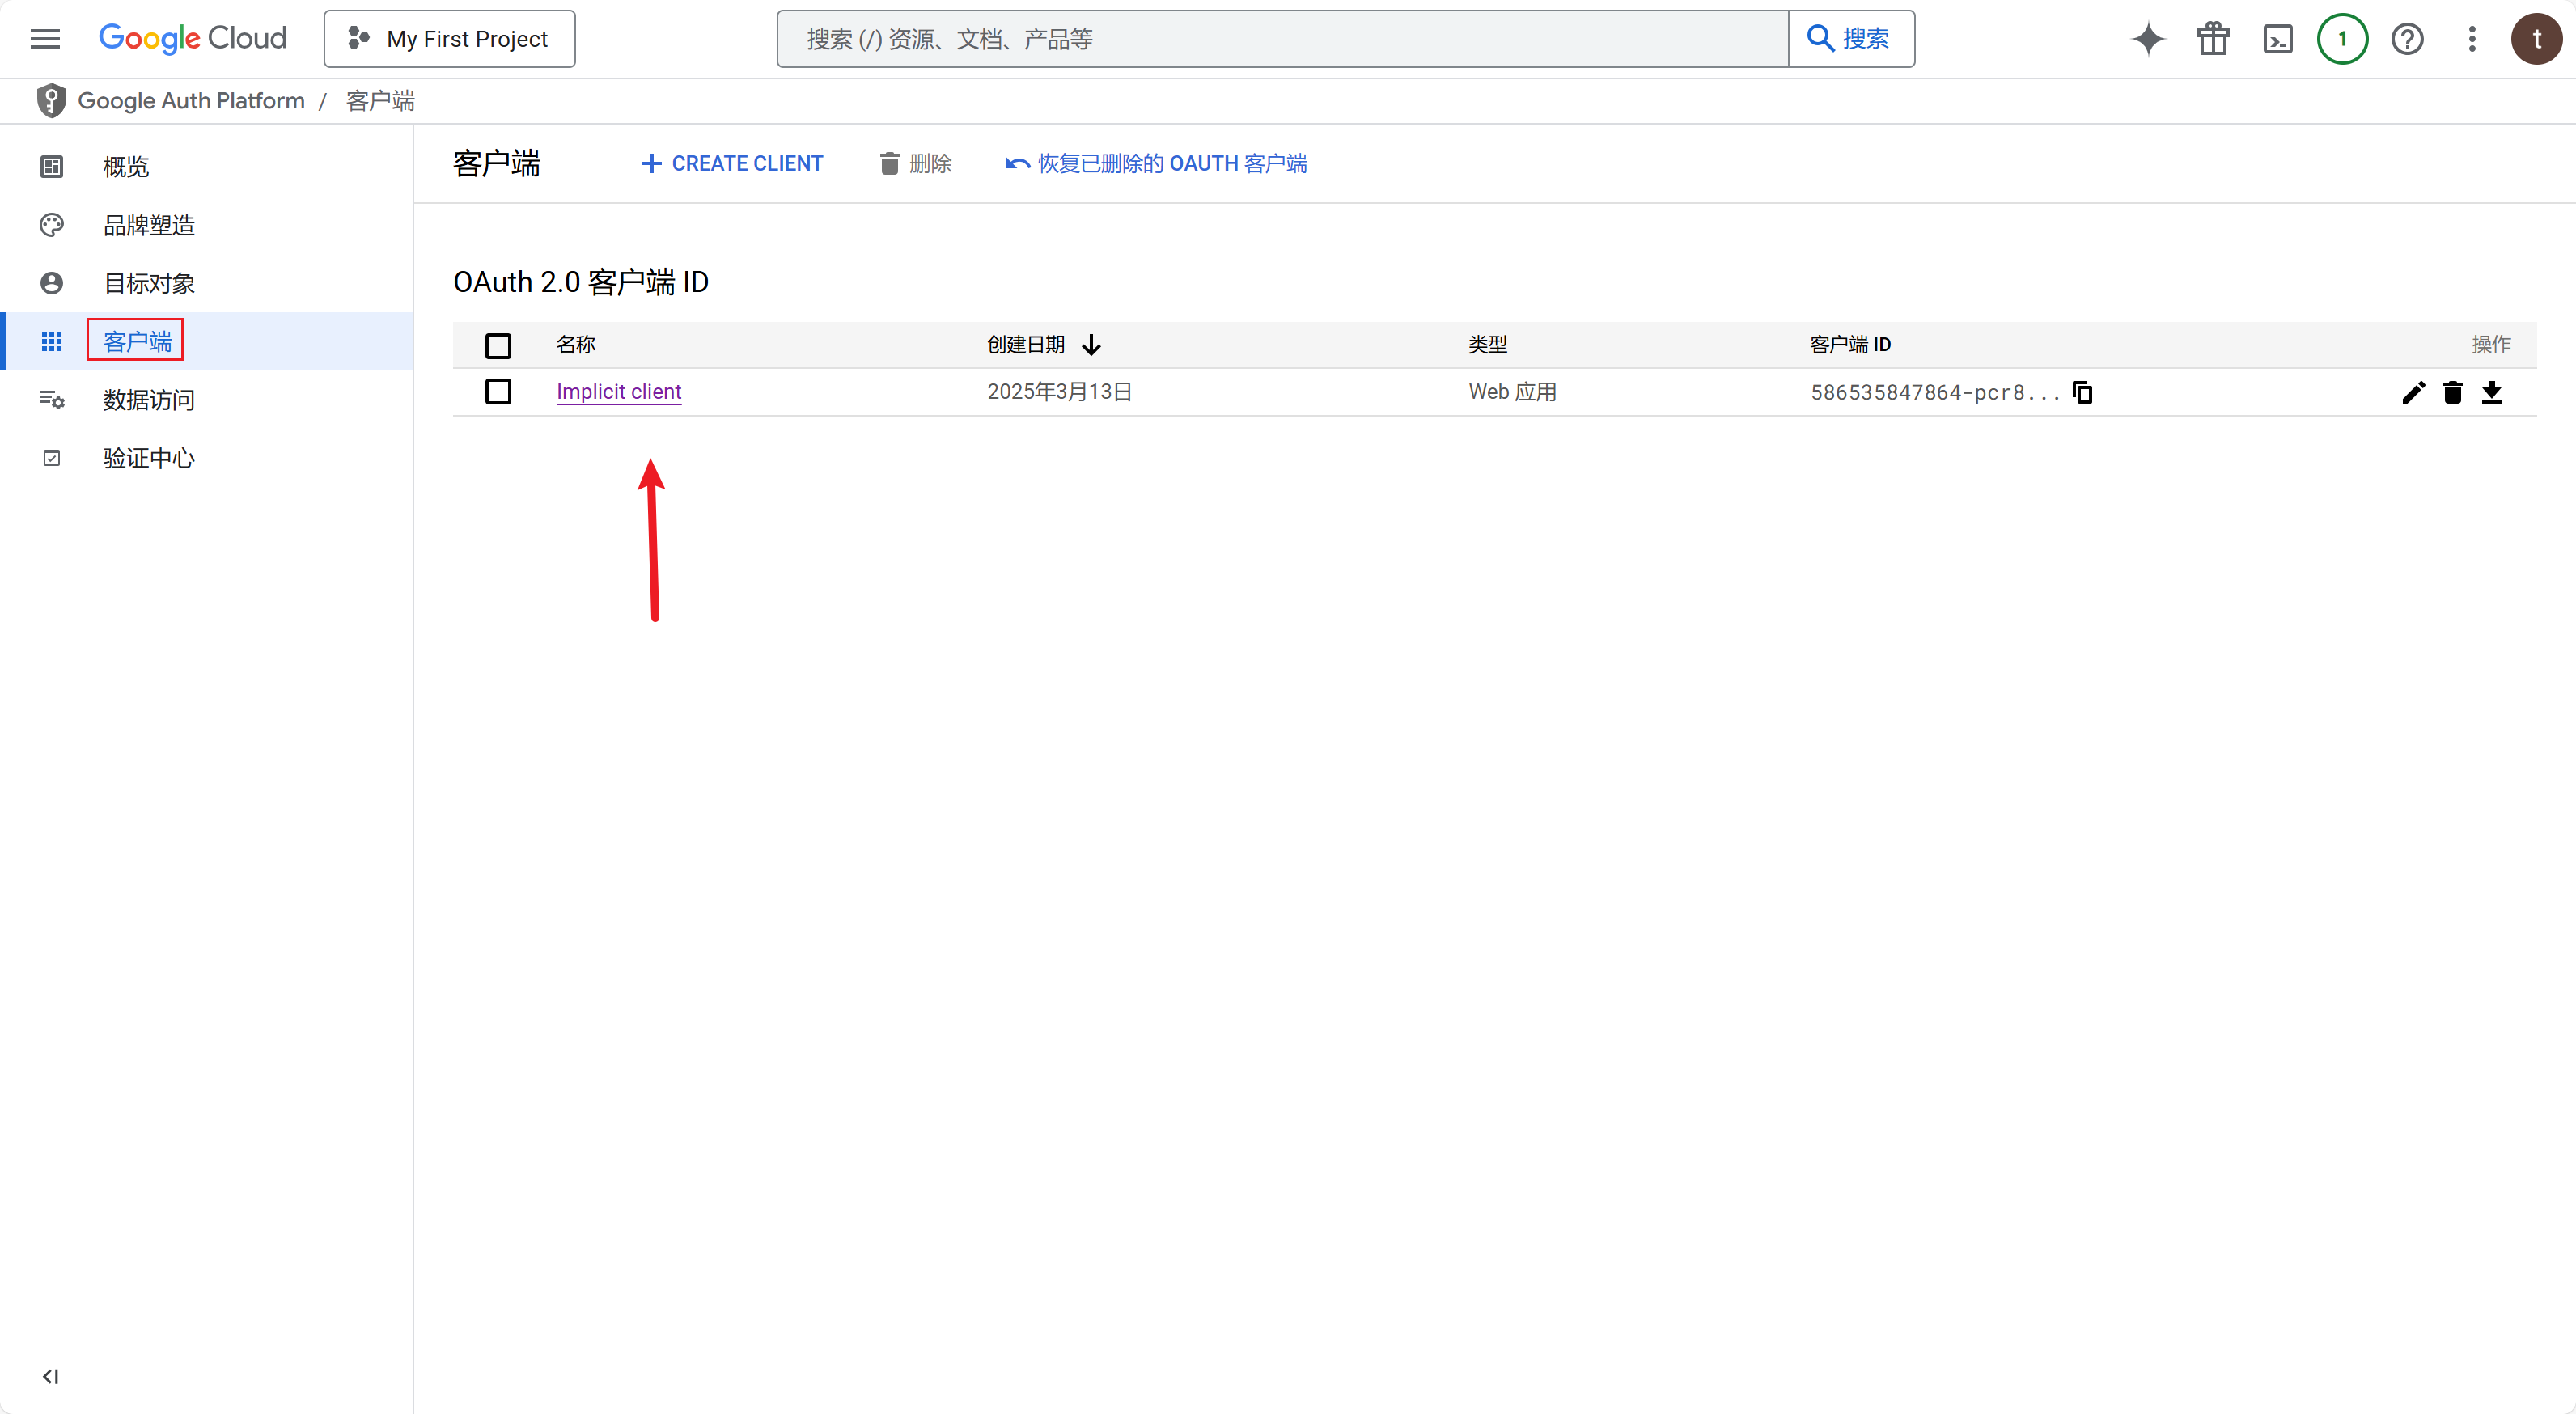 Google Cloud
My First Project
搜索 (/) 资源、文档、产品等
搜索
1
t
Google Auth Platform / 客户端
概览
品牌塑造
目标对象
客户端
数据访问
验证中心
客户端
CREATE CLIENT
删除
恢复已删除的 OAUTH 客户端
OAuth 2.0 客户端 ID
名称 创建日期 类型 客户端 ID 操作
Implicit client 2025年3月13日 Web 应用 586535847864-pcr8...